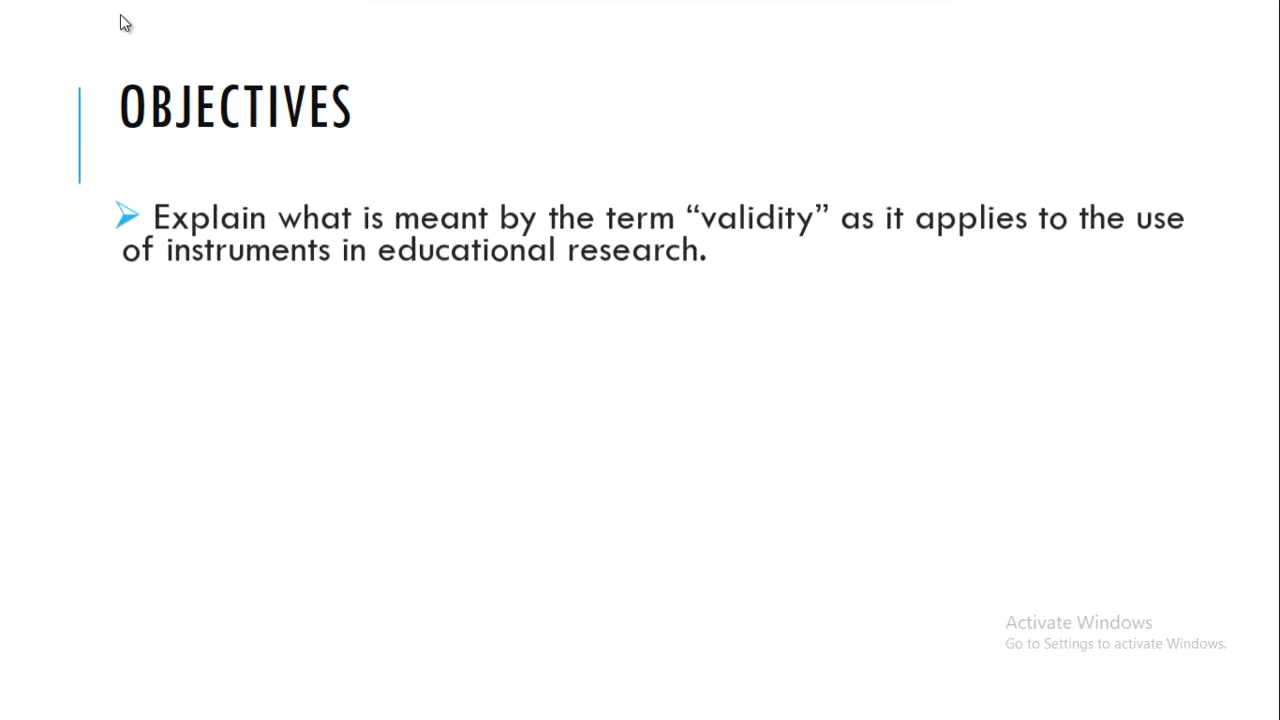 OBJECTIVES
Explain what is meant by the term “validity” as it applies to the use
of instruments in educational research.
Activate Windows
Go to Settings to activate Windows.